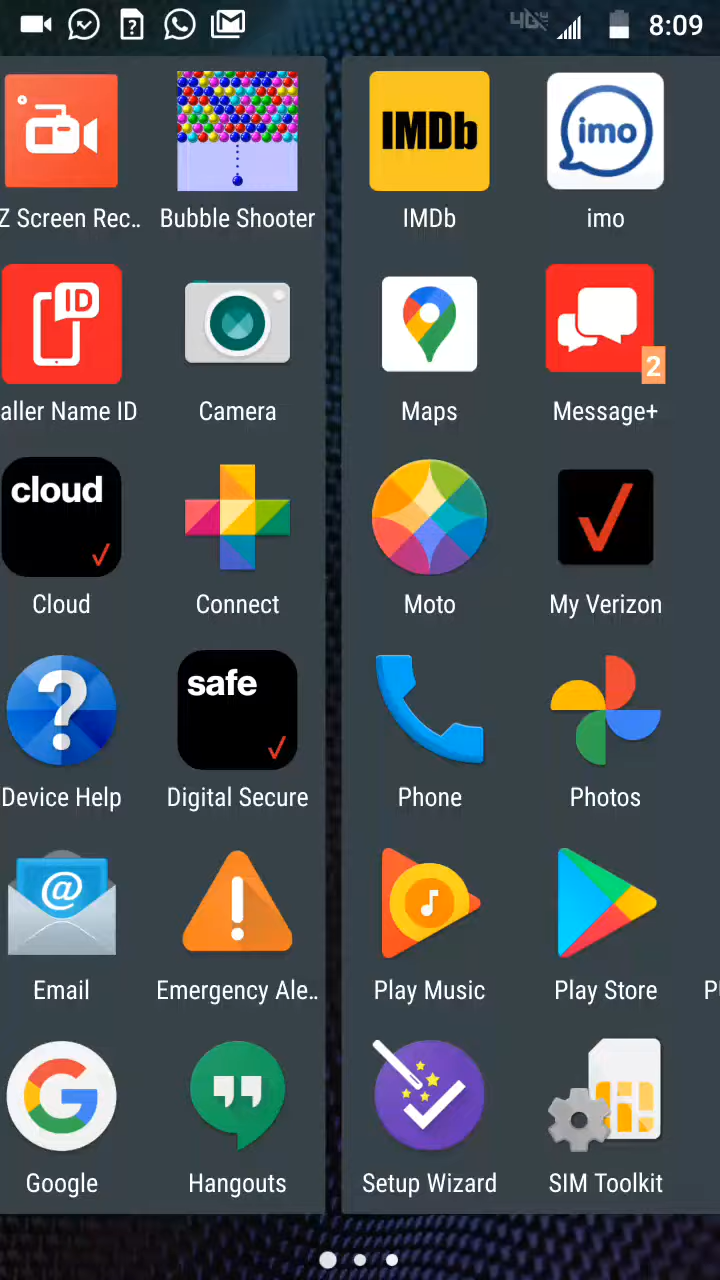 4G 8:09
IMDb imo
Z Screen Rec.. Bubble Shooter IMDb imo
ID 2
aller Name ID Camera Maps Message+
cloud
Cloud Connect Moto My Verizon
? safe
Device Help Digital Secure Phone Photos
@ !
Email Emergency Ale.. Play Music Play Store
G
Google Hangouts Setup Wizard SIM Toolkit